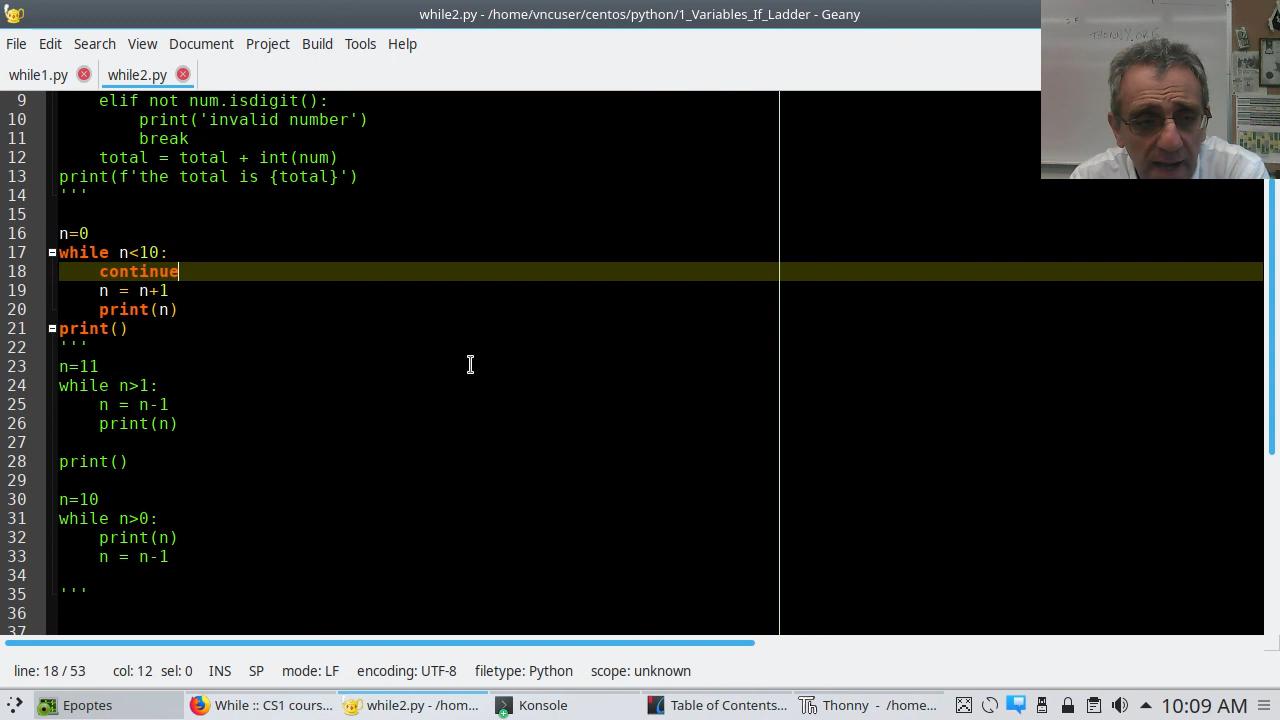 while2.py - /home/vncuser/centos/python/1_Variables_If_Ladder - Geany
File Edit Search View Document Project Build Tools Help
while1.py while2.py
9 elif not num.isdigit():
10 print('invalid number')
11 break
12 total = total + int(num)
13 print(f'the total is {total}')
14 '''
15
16 n=0
17 while n<10:
18 continue
19 n = n+1
20 print(n)
21 print()
22 '''
23 n=11
24 while n>1:
25 n = n-1
26 print(n)
27
28 print()
29
30 n=10
31 while n>0:
32 print(n)
33 n = n-1
34
35 '''
36
37
line: 18 / 53 col: 12 sel: 0 INS SP mode: LF encoding: UTF-8 filetype: Python scope: unknown
Epoptes While :: CS1 cours... while2.py - /hom... Konsole Table of Contents... Thonny - /home... 10:09 AM